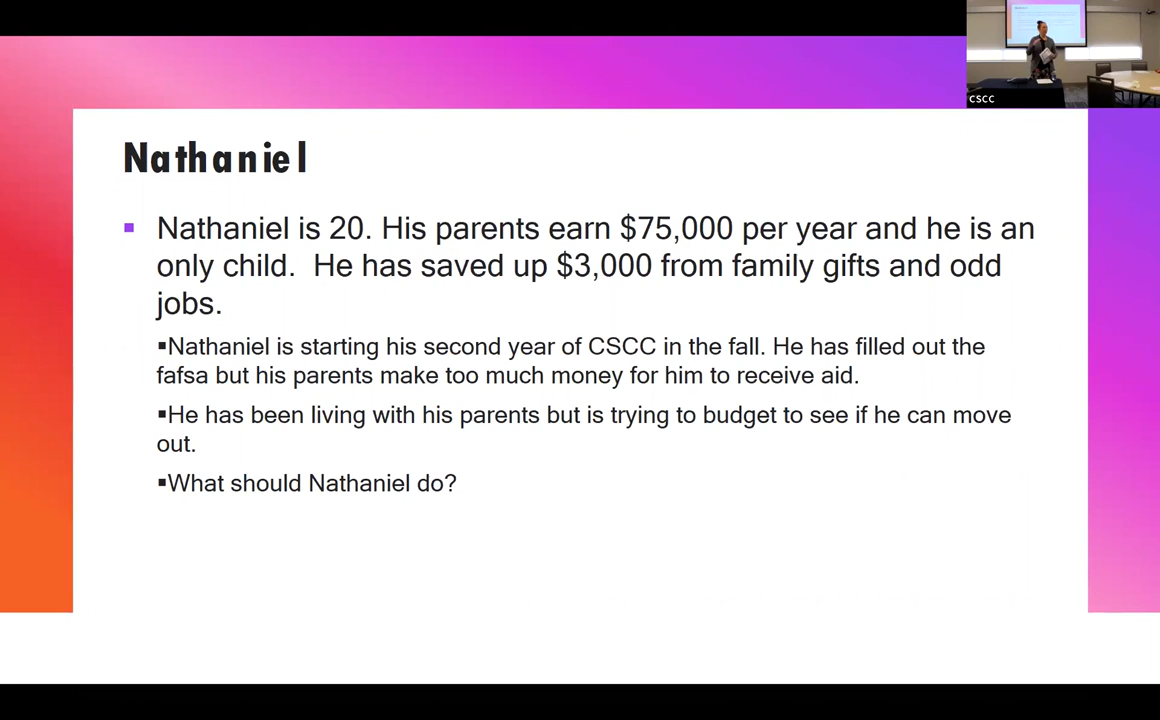 CSCC
Nathaniel
▪ Nathaniel is 20. His parents earn $75,000 per year and he is an
only child.  He has saved up $3,000 from family gifts and odd
jobs.
▪Nathaniel is starting his second year of CSCC in the fall. He has filled out the
fafsa but his parents make too much money for him to receive aid.
▪He has been living with his parents but is trying to budget to see if he can move
out.
▪What should Nathaniel do?